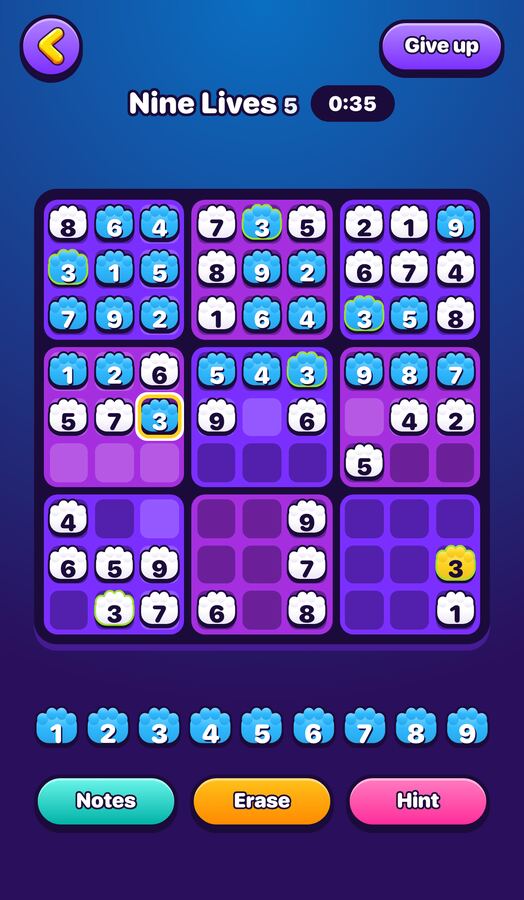 Give up
Nine Lives 5 0:35
8 6 4 7 3 5 2 1 9
3 1 5 8 9 2 6 7 4
7 9 2 1 6 4 3 5 8
1 2 6 5 4 3 9 8 7
5 7 3 9 6 4 2
5
4 9
6 5 9 7 3
3 7 6 8 1
1 2 3 4 5 6 7 8 9
Notes Erase Hint